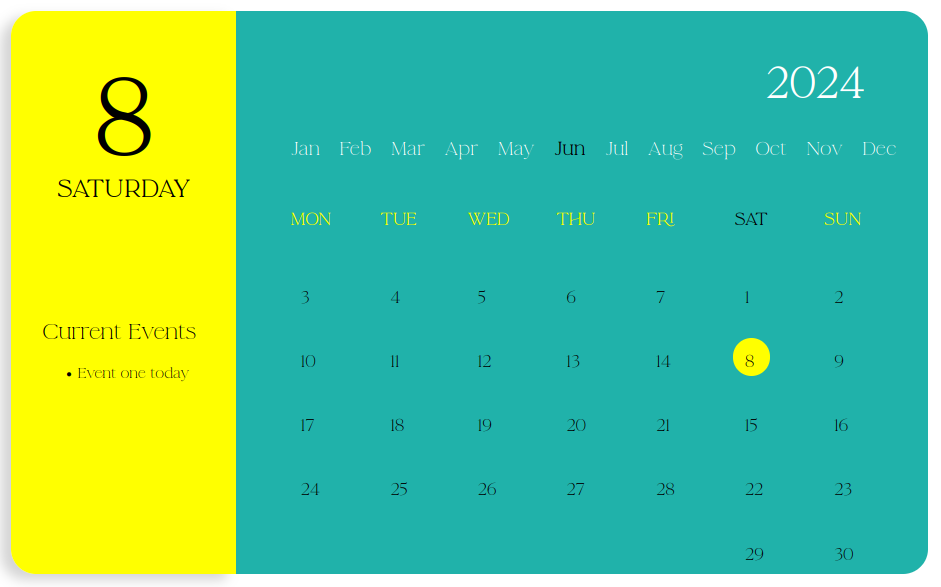 8
SATURDAY
Current Events
• Event one today
2024
Jan Feb Mar Apr May Jun Jul Aug Sep Oct Nov Dec
MON TUE WED THU FRI SAT SUN
3 4 5 6 7 1 2
10 11 12 13 14 8 9
17 18 19 20 21 15 16
24 25 26 27 28 22 23
29 30